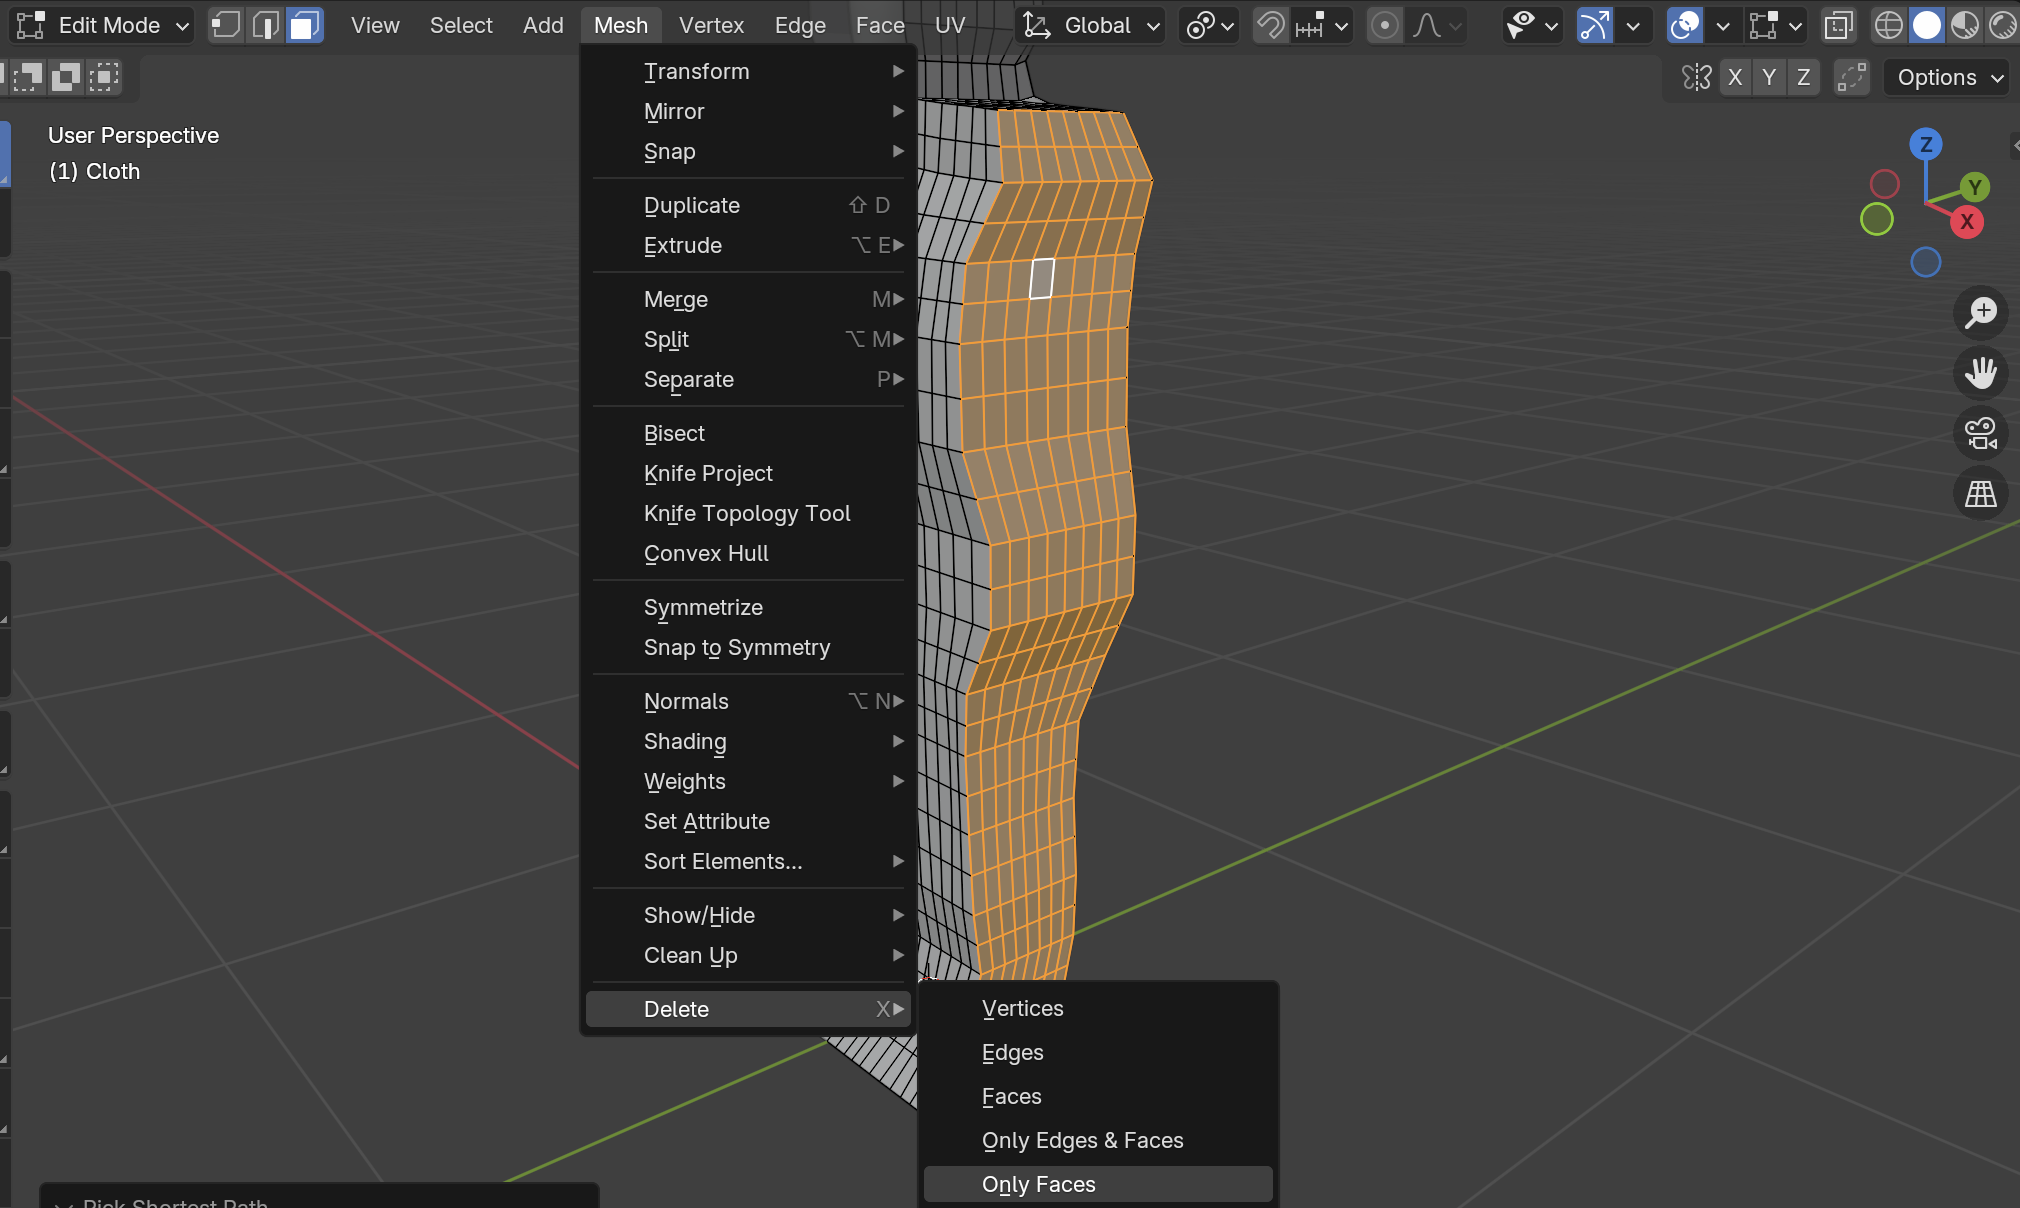 Edit Mode View Select Add Mesh Vertex Edge Face UV Global
X Y Z Options
User Perspective
(1) Cloth
Z
Y
X
Transform
Mirror
Snap
Duplicate ⇧ D
Extrude ⌥ E
Merge M
Split ⌥ M
Separate P
Bisect
Knife Project
Knife Topology Tool
Convex Hull
Symmetrize
Snap to Symmetry
Normals ⌥ N
Shading
Weights
Set Attribute
Sort Elements...
Show/Hide
Clean Up
Delete X
Vertices
Edges
Faces
Only Edges & Faces
Only Faces
Pick Shortest Path